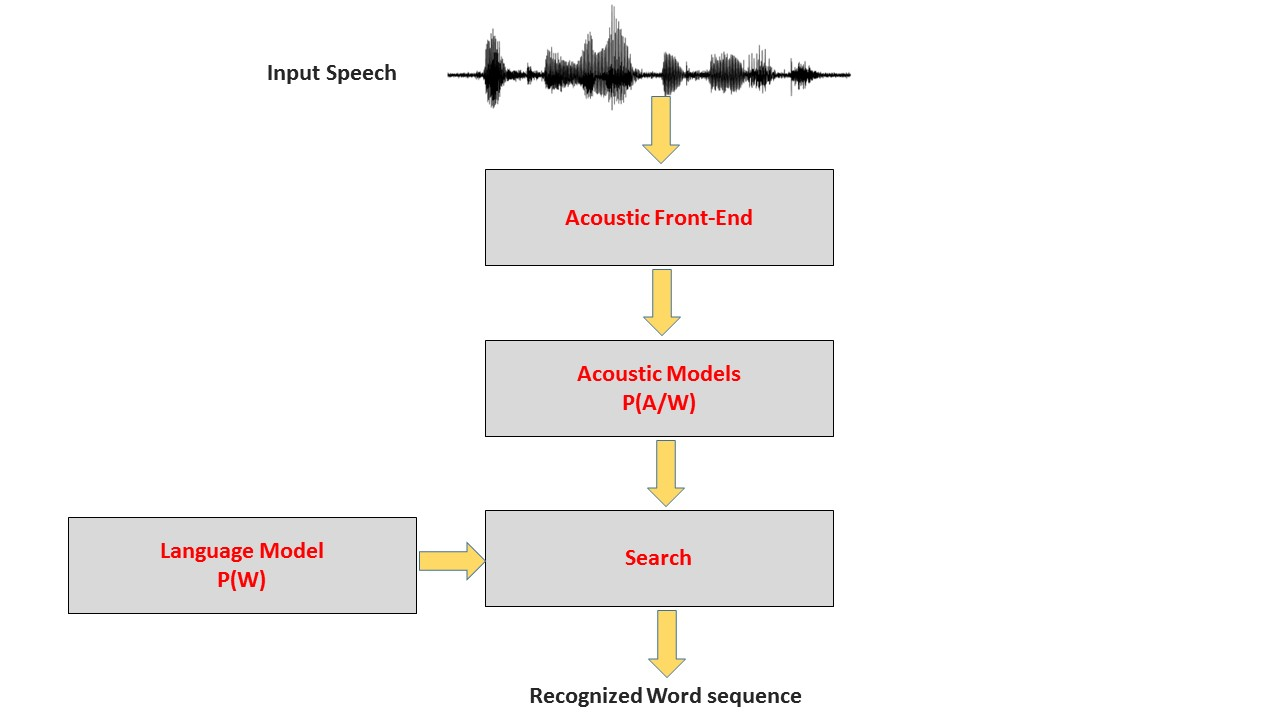 Input Speech
Acoustic Front-End
Acoustic Models
P(A/W)
Language Model
P(W)
Search
Recognized Word sequence